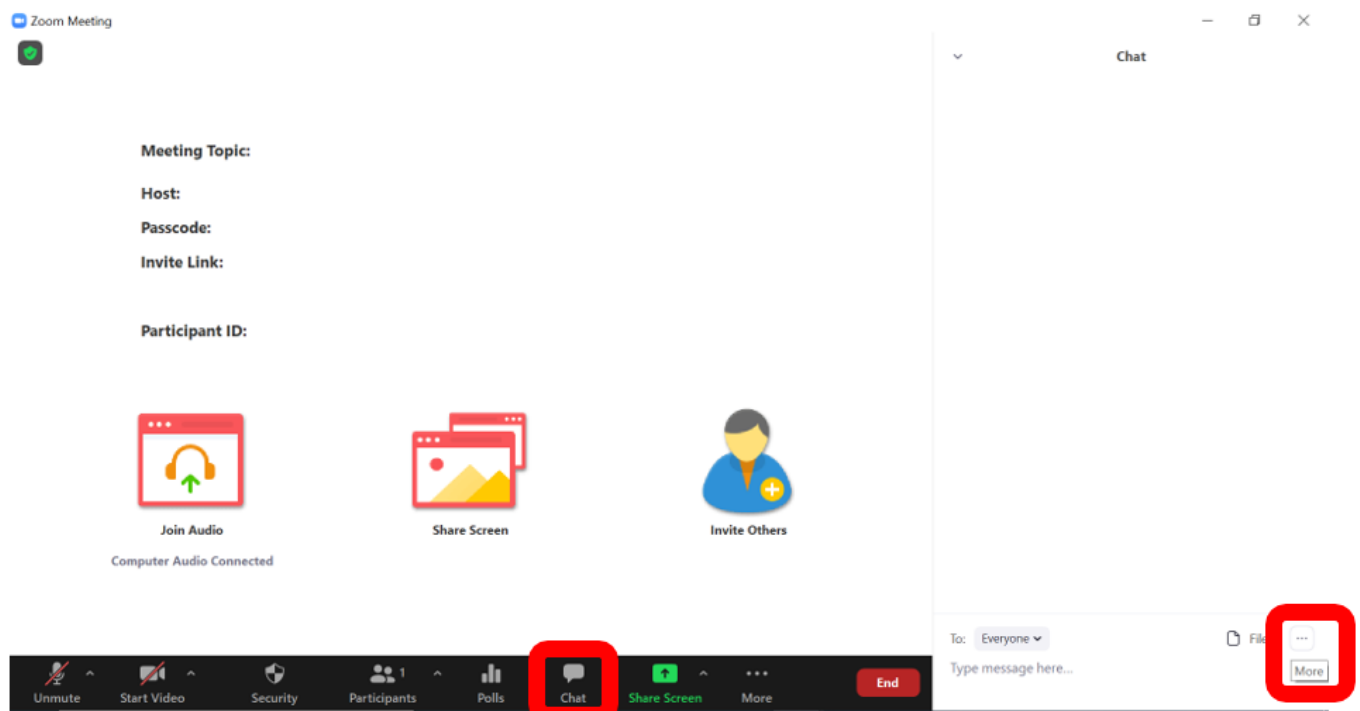 Zoom Meeting
Chat
Meeting Topic:
Host:
Passcode:
Invite Link:
Participant ID:
Join Audio
Share Screen
Invite Others
Computer Audio Connected
To: Everyone
File
Type message here...
More
1
Unmute
Start Video
Security
Participants
Polls
Chat
Share Screen
More
End